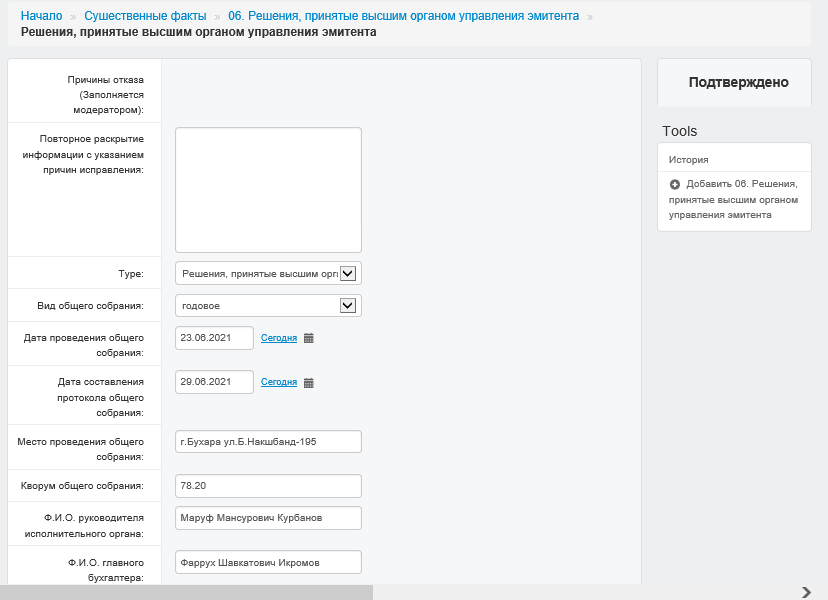 Начало » Существенные факты » 06. Решения, принятые высшим органом управления эмитента »
Решения, принятые высшим органом управления эмитента
Причины отказа
(Заполняется
модератором):
Повторное раскрытие
информации с указанием
причин исправления:
Type:
Решения, принятые высшим орга
Вид общего собрания:
годовое
Дата проведения общего
собрания:
23.06.2021 Сегодня
Дата составления
протокола общего
собрания:
29.06.2021 Сегодня
Место проведения общего
собрания:
г.Бухара ул.Б.Накшбанд-195
Кворум общего собрания:
78.20
Ф.И.О. руководителя
исполнительного органа:
Маруф Мансурович Курбанов
Ф.И.О. главного
бухгалтера:
Фаррух Шавкатович Икромов
Подтверждено
Tools
История
Добавить 06. Решения,
принятые высшим органом
управления эмитента